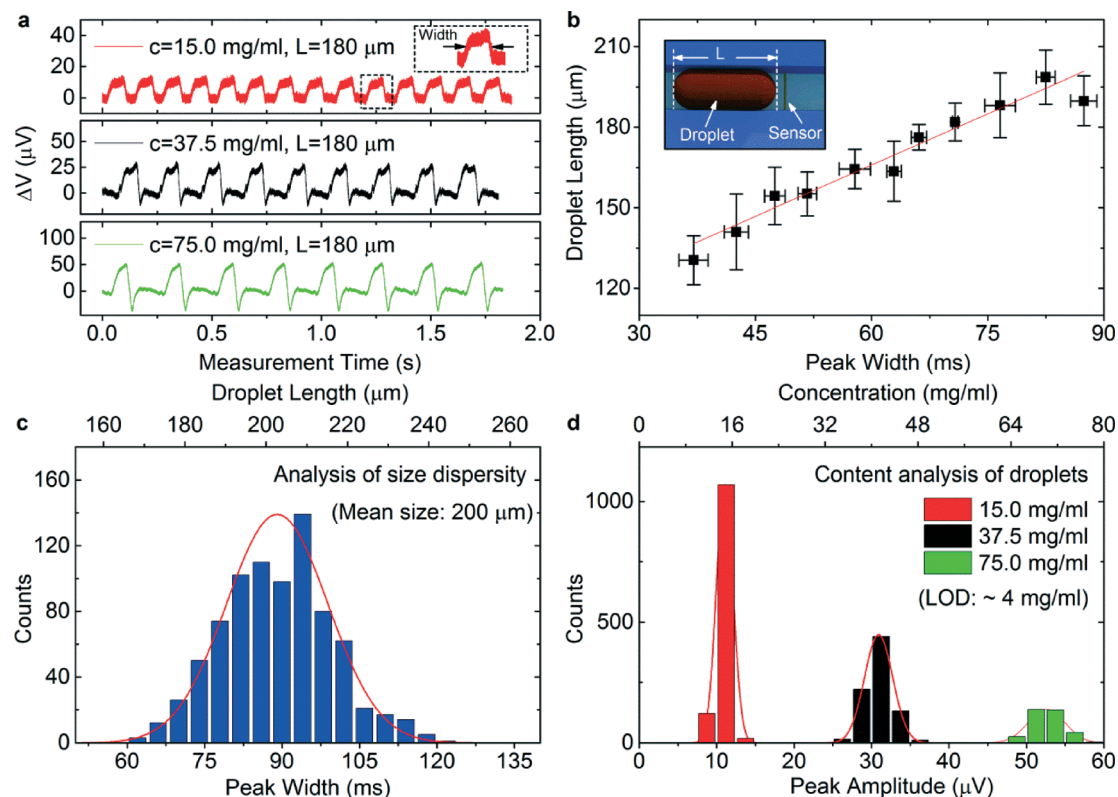 a
c=15.0 mg/ml, L=180 μm
Width
40
20
0
c=37.5 mg/ml, L=180 μm
50
25
0
ΔV (μV)
c=75.0 mg/ml, L=180 μm
100
50
0
0.0 0.5 1.0 1.5 2.0
Measurement Time (s)
b
210
180
150
120
Droplet Length (μm)
L
Droplet
Sensor
30 45 60 75 90
Peak Width (ms)
Droplet Length (μm)
160 180 200 220 240 260
c
Analysis of size dispersity
(Mean size: 200 μm)
160
120
80
40
0
Counts
60 75 90 105 120 135
Peak Width (ms)
Concentration (mg/ml)
0 16 32 48 64 80
d
Content analysis of droplets
15.0 mg/ml
37.5 mg/ml
75.0 mg/ml
(LOD: ~ 4 mg/ml)
1000
500
0
Counts
0 10 20 30 40 50 60
Peak Amplitude (μV)